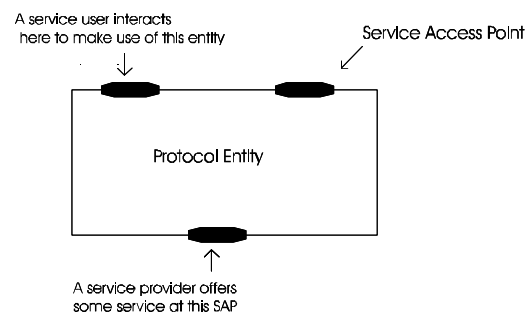 A service user interacts
here to make use of this entity
Service Access Point
Protocol Entity
A service provider offers
some service at this SAP